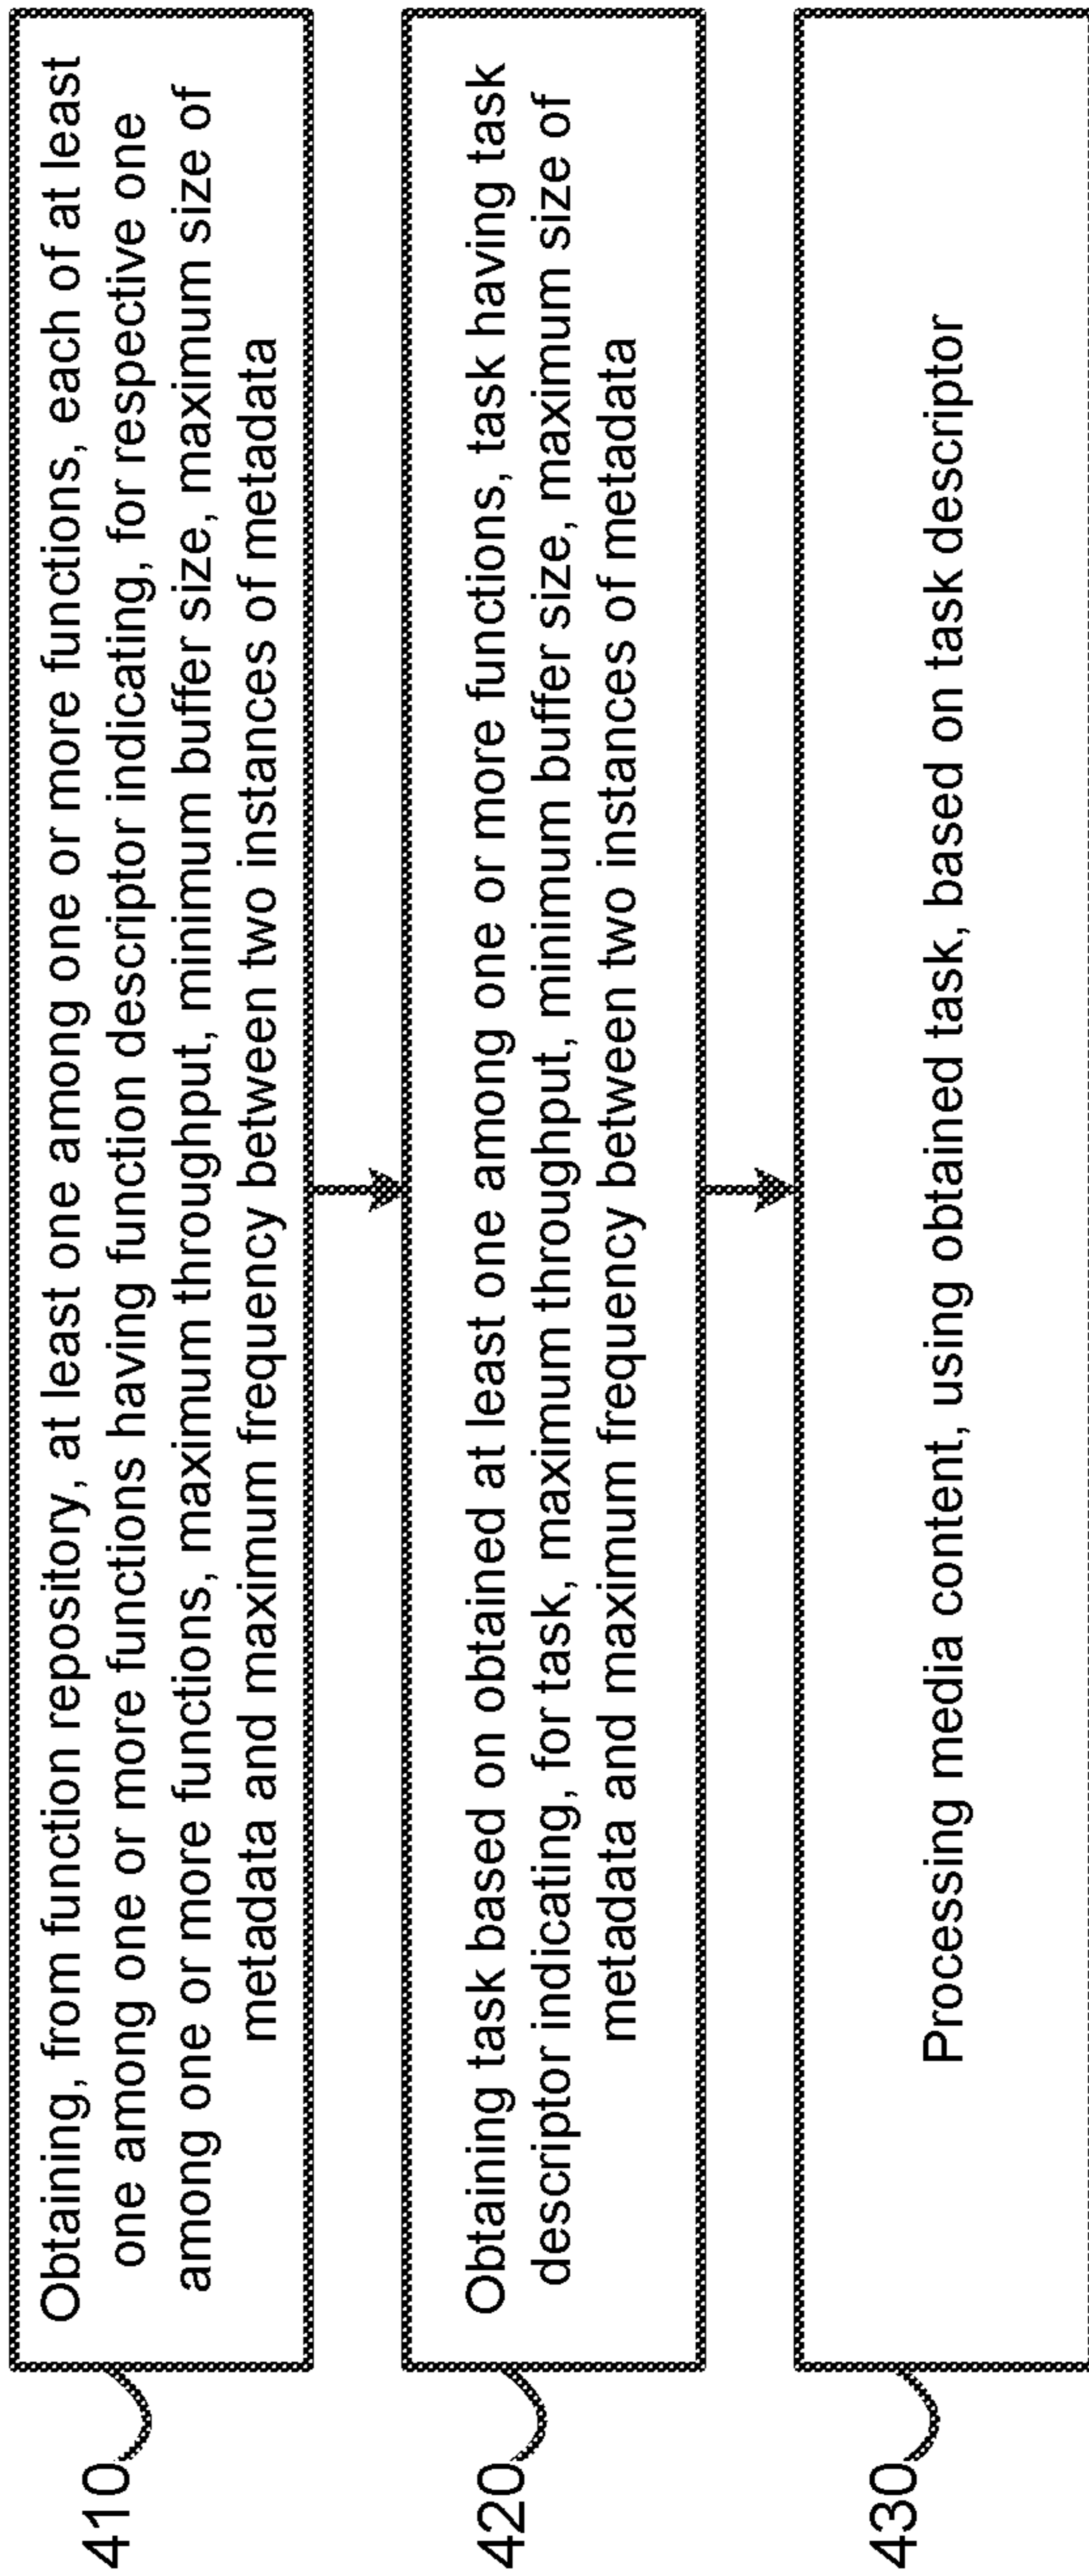 410
Obtaining, from function repository, at least one among one or more functions, each of at least
one among one or more functions having function descriptor indicating, for respective one
among one or more functions, maximum throughput, minimum buffer size, maximum size of
metadata and maximum frequency between two instances of metadata
420
Obtaining task based on obtained at least one among one or more functions, task having task
descriptor indicating, for task, maximum throughput, minimum buffer size, maximum size of
metadata and maximum frequency between two instances of metadata
430
Processing media content, using obtained task, based on task descriptor